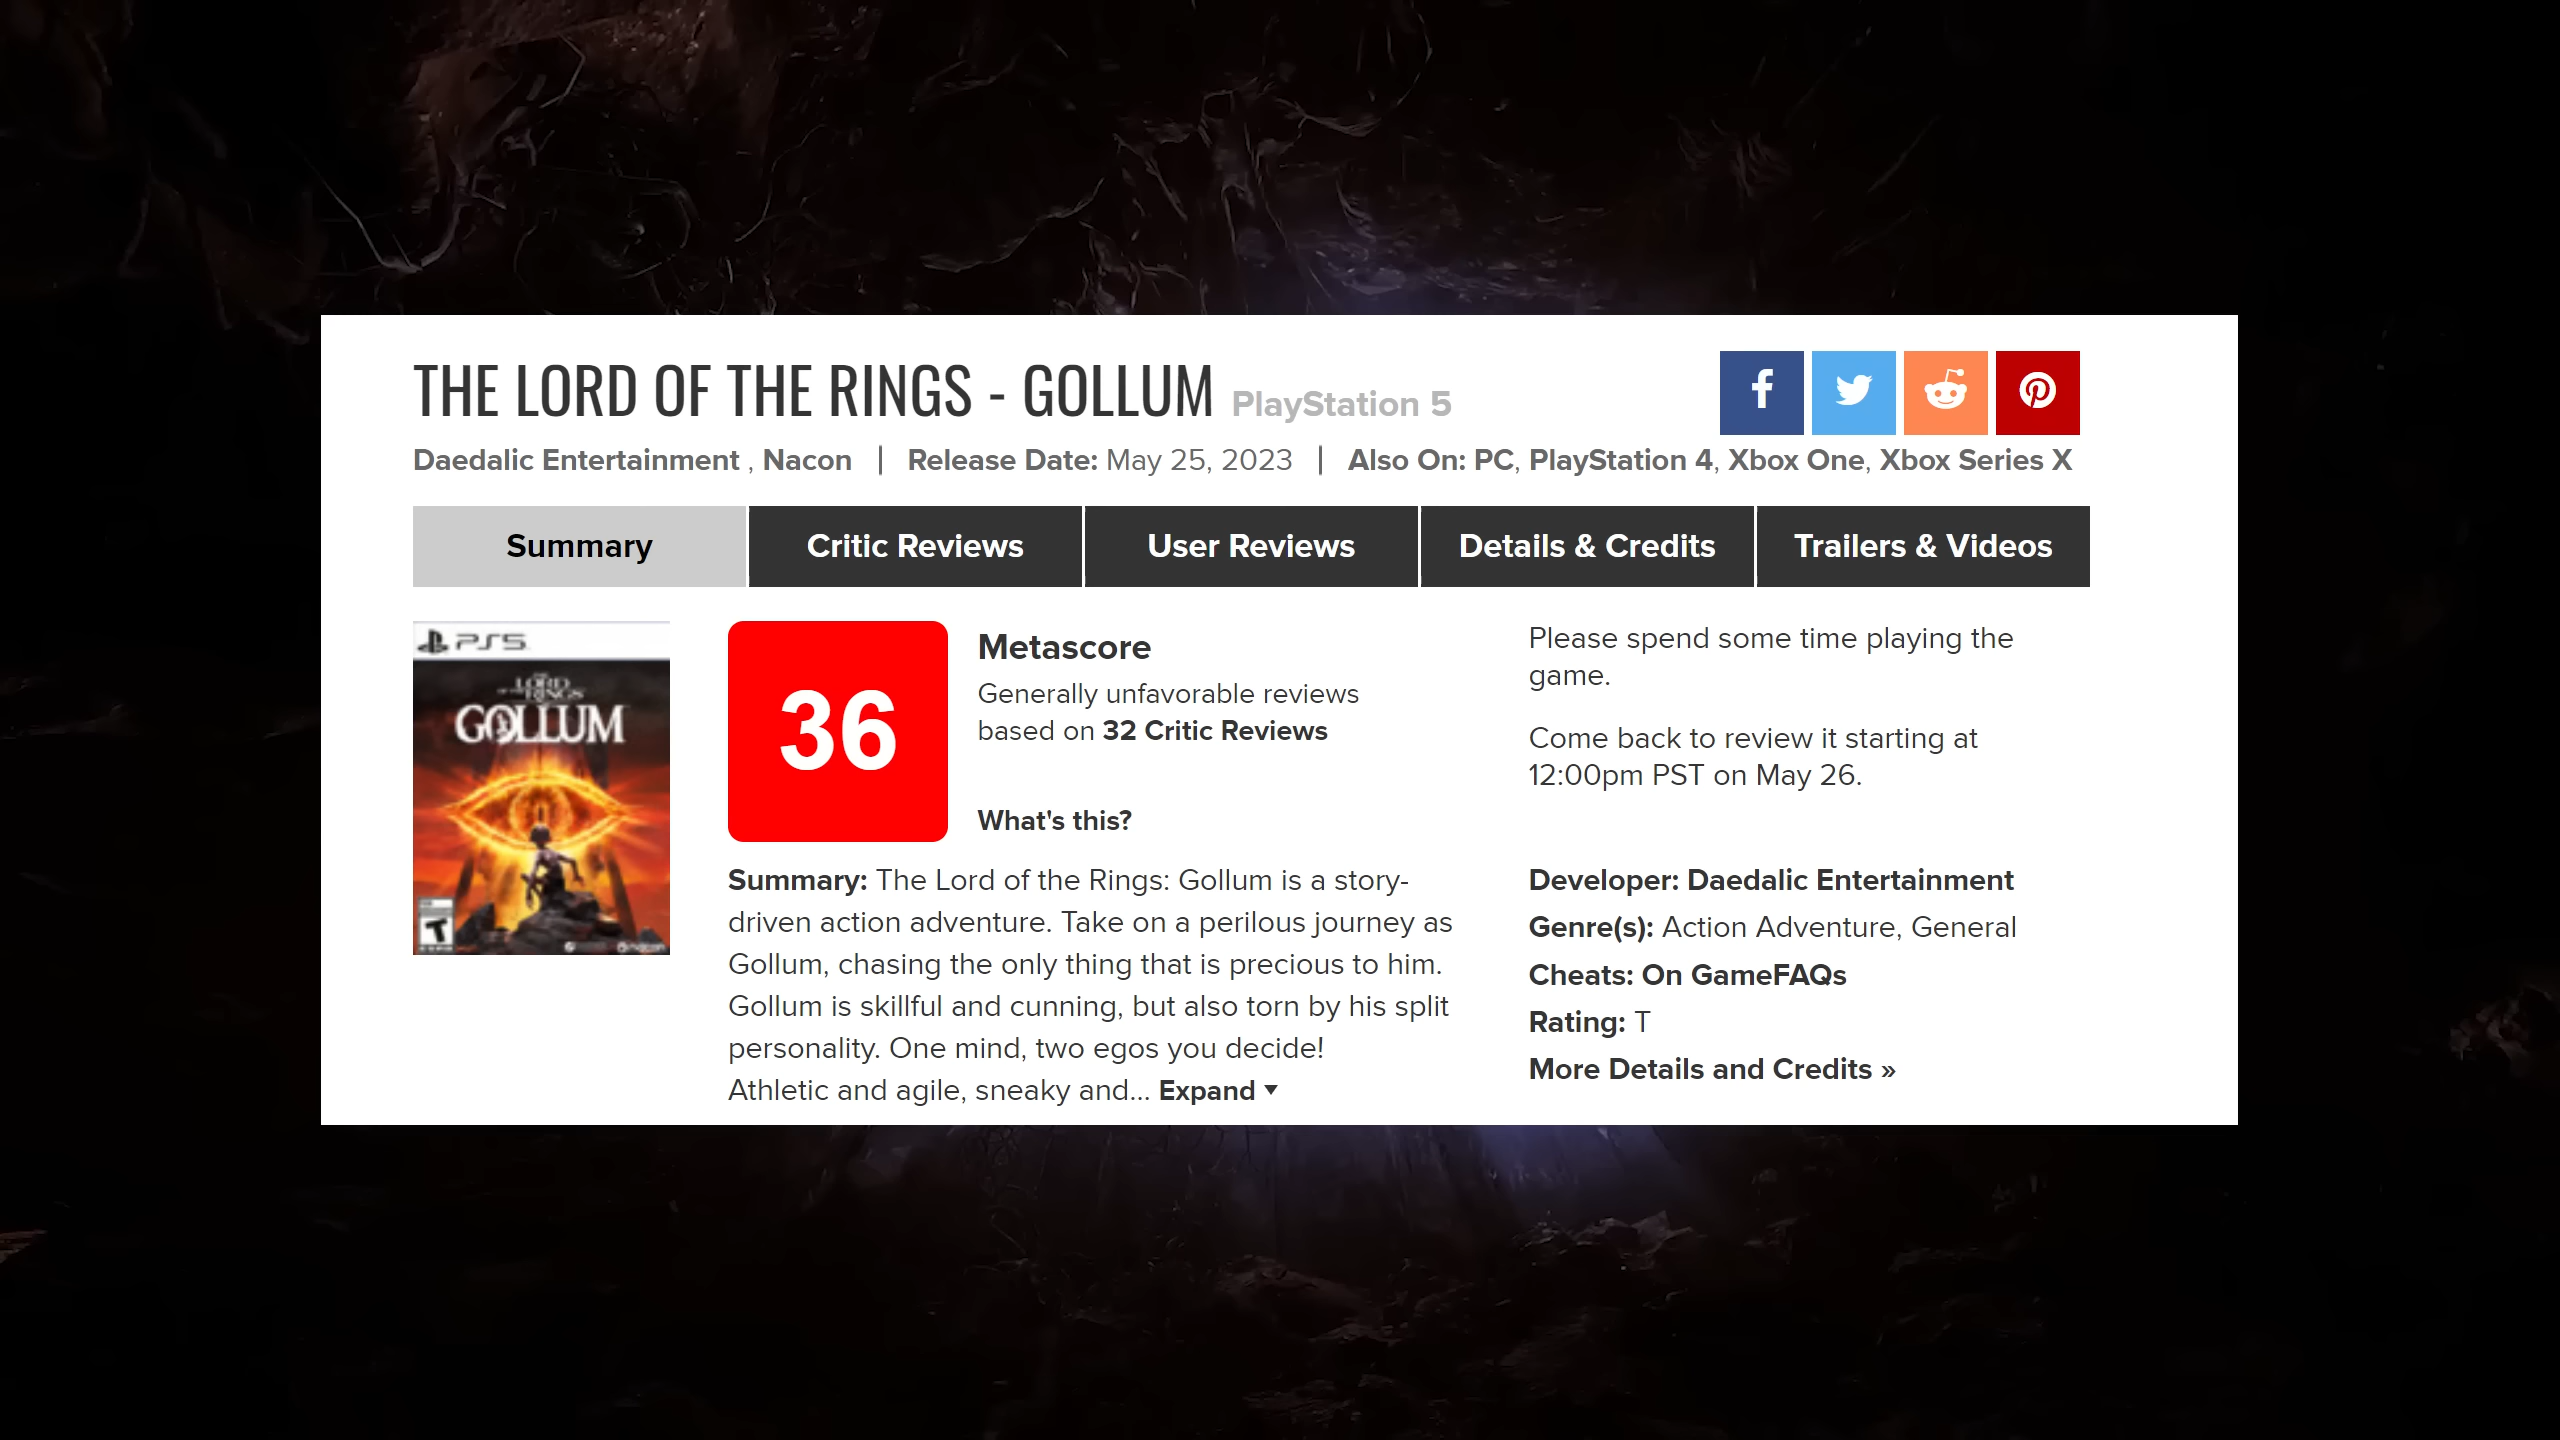 THE LORD OF THE RINGS - GOLLUM PlayStation 5
Daedalic Entertainment , Nacon | Release Date: May 25, 2023 | Also On: PC, PlayStation 4, Xbox One, Xbox Series X
Summary
Critic Reviews
User Reviews
Details & Credits
Trailers & Videos
PS5
LORD
OF THE RINGS
GOLLUM
T
36
Metascore
Generally unfavorable reviews
based on 32 Critic Reviews
What's this?
Summary: The Lord of the Rings: Gollum is a story-
driven action adventure. Take on a perilous journey as
Gollum, chasing the only thing that is precious to him.
Gollum is skillful and cunning, but also torn by his split
personality. One mind, two egos you decide!
Athletic and agile, sneaky and... Expand
Please spend some time playing the
game.
Come back to review it starting at
12:00pm PST on May 26.
Developer: Daedalic Entertainment
Genre(s): Action Adventure, General
Cheats: On GameFAQs
Rating: T
More Details and Credits »